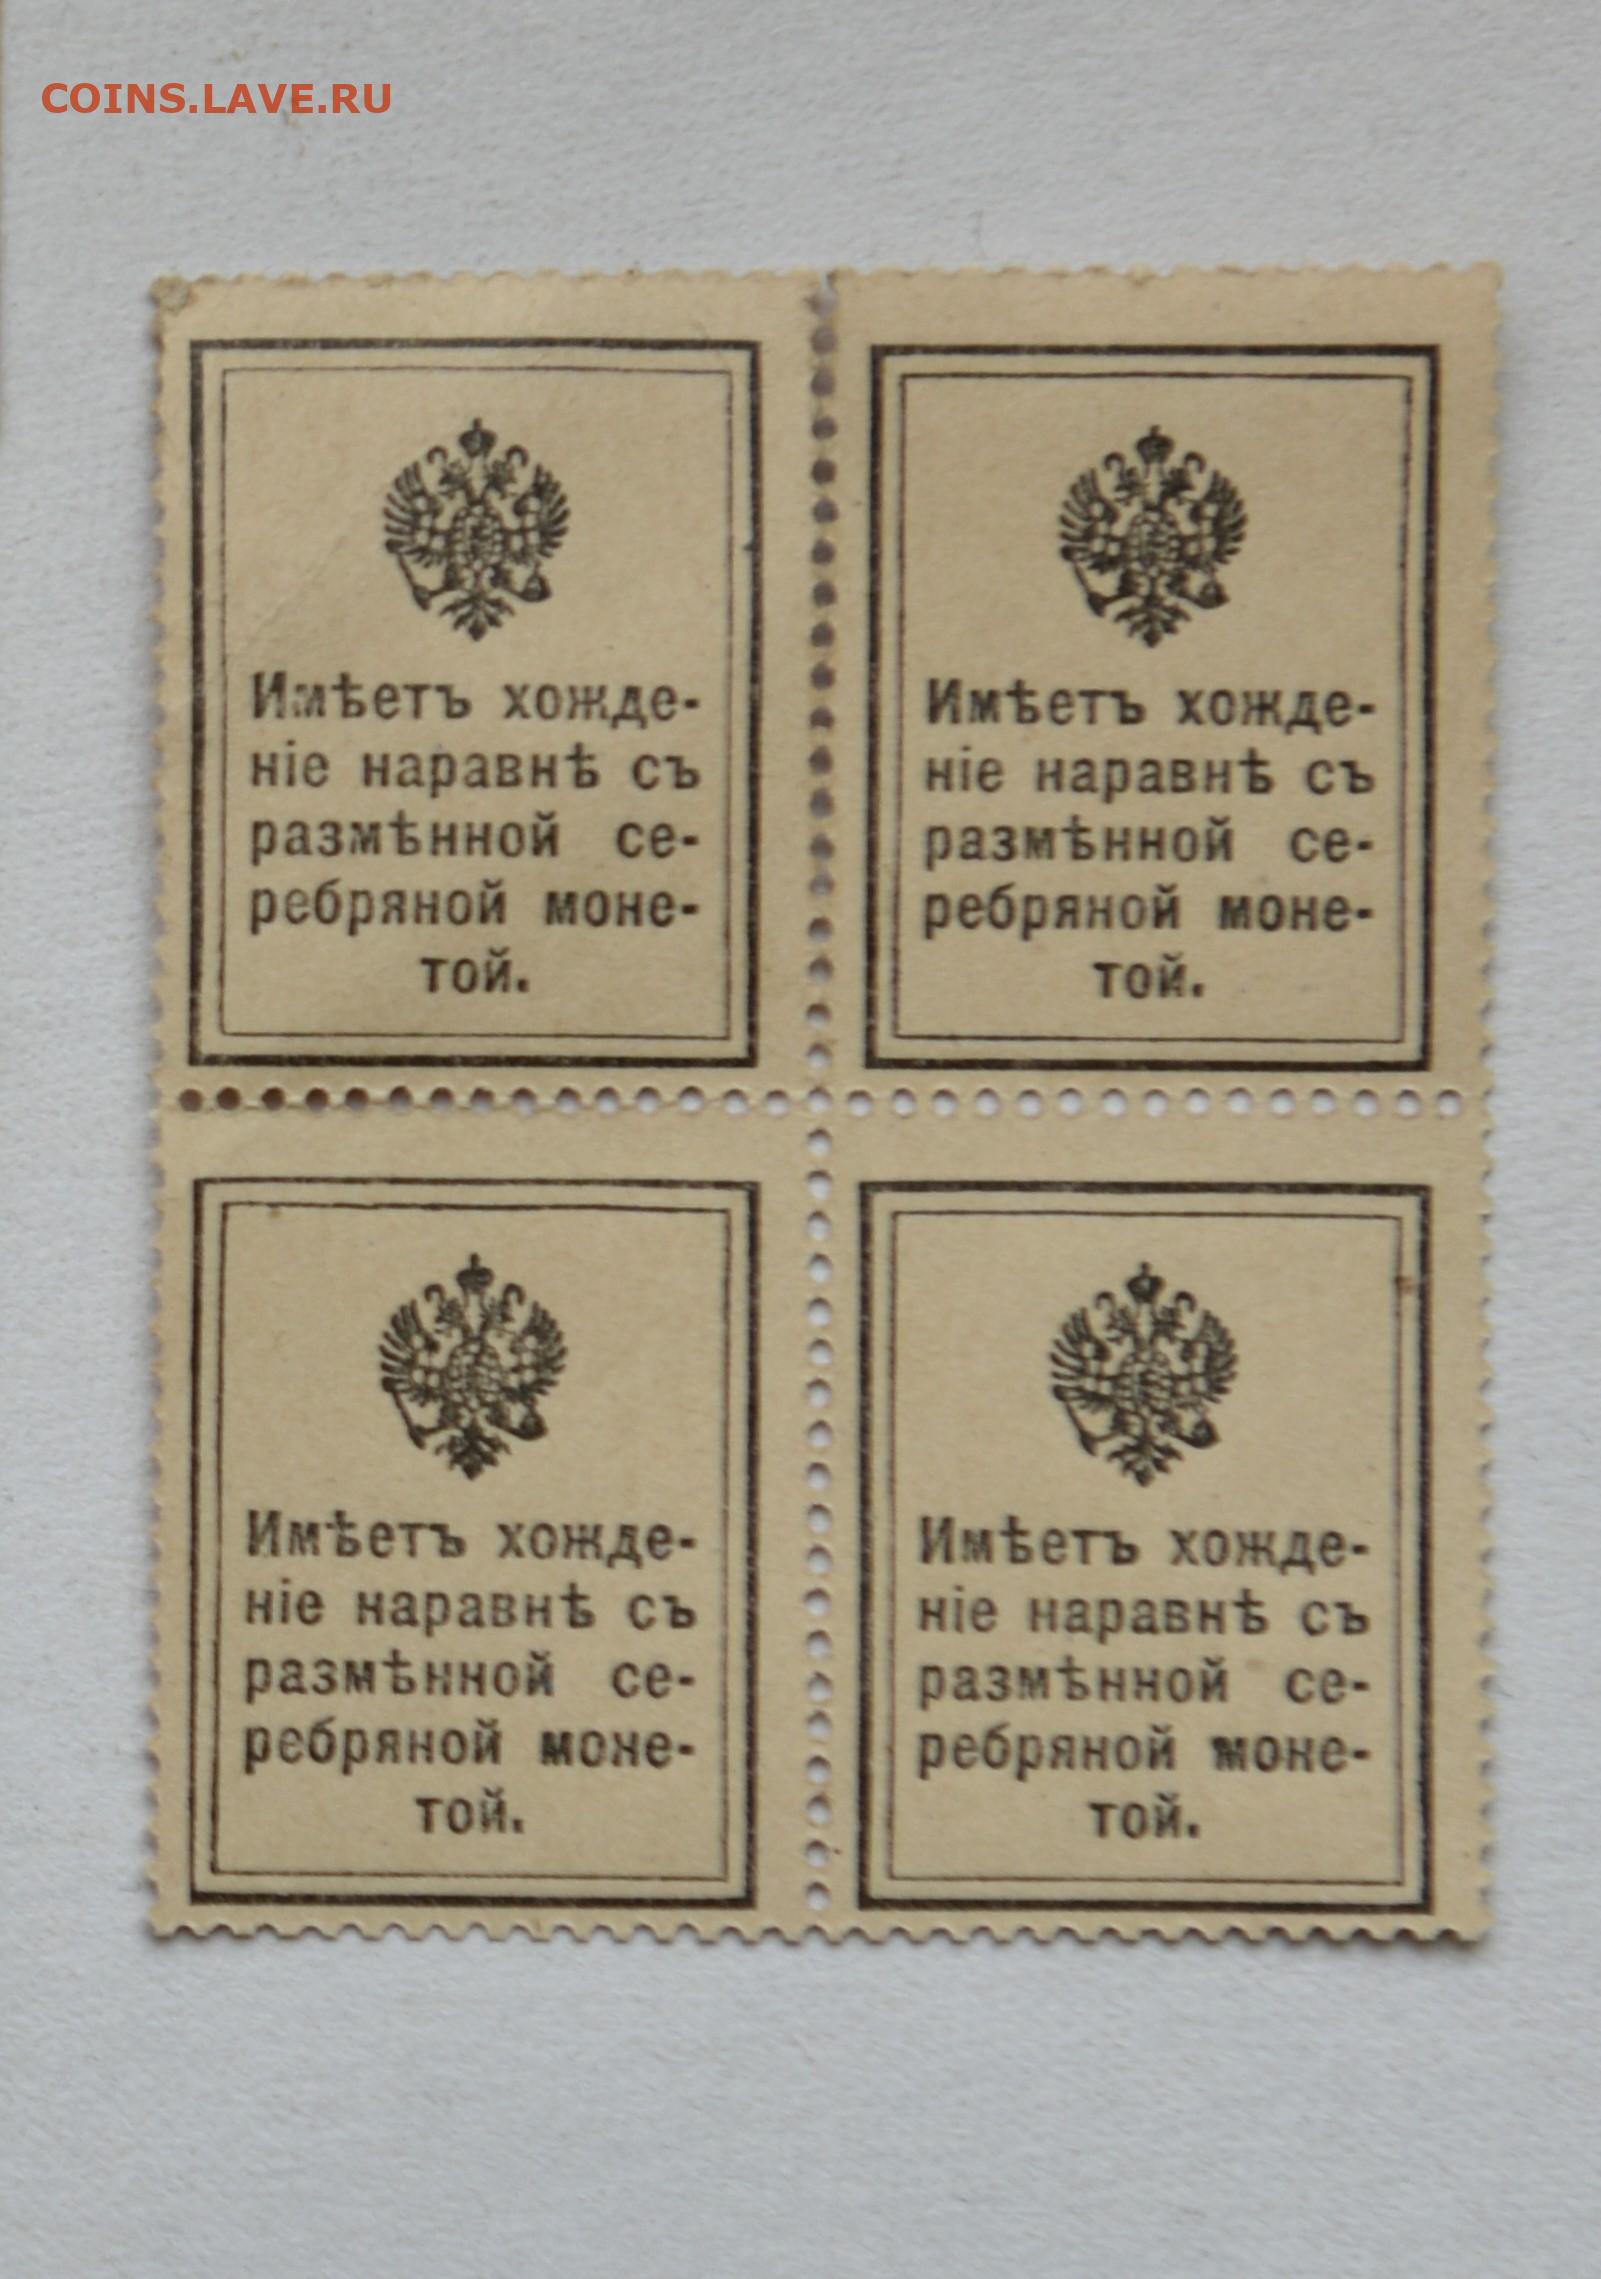 COINS.LAVE.RU
Имѣетъ хожде-
ніе наравнѣ съ
размѣнной се-
ребряной моне-
той.
Имѣетъ хожде-
ніе наравнѣ съ
размѣнной се-
ребряной моне-
той.
Имѣетъ хожде-
ніе наравнѣ съ
размѣнной се-
ребряной моне-
той.
Имѣетъ хожде-
ніе наравнѣ съ
размѣнной се-
ребряной моне-
той.